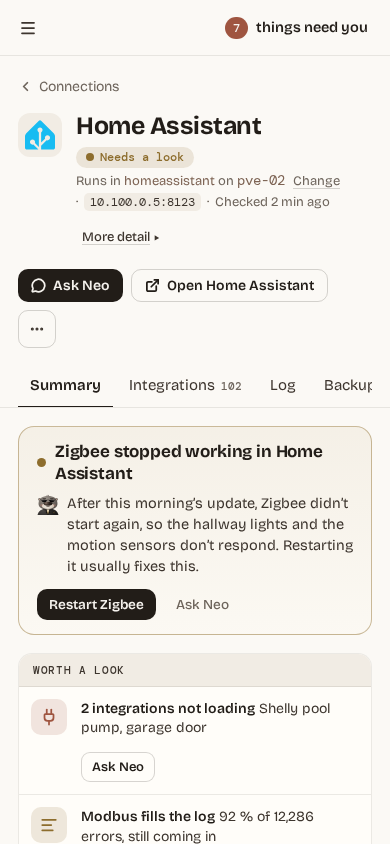 7 things need you
Connections
Home Assistant
Needs a look
Runs in homeassistant on pve-02 Change
· 10.100.0.5:8123 · Checked 2 min ago
More detail ▸
Ask Neo
Open Home Assistant
Summary
Integrations 102
Log
Backup
Zigbee stopped working in Home
Assistant
After this morning’s update, Zigbee didn’t
start again, so the hallway lights and the
motion sensors don’t respond. Restarting
it usually fixes this.
Restart Zigbee
Ask Neo
WORTH A LOOK
2 integrations not loading Shelly pool
pump, garage door
Ask Neo
Modbus fills the log 92 % of 12,286
errors, still coming in